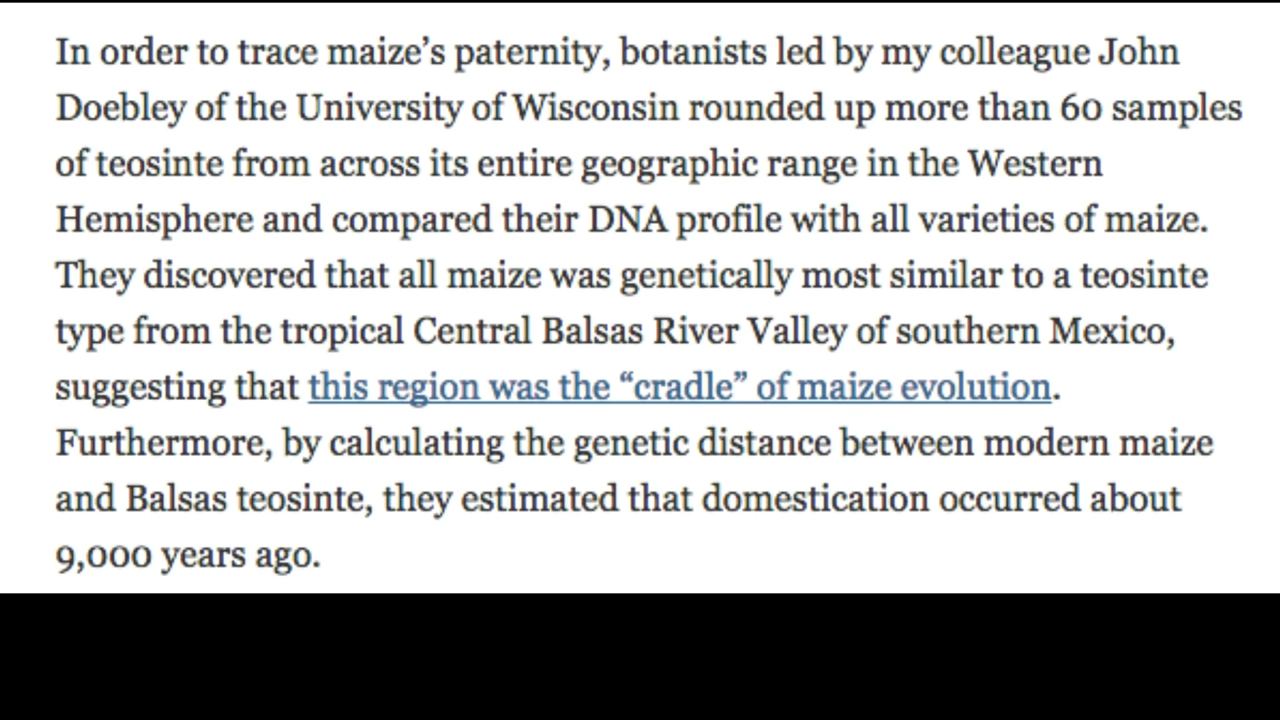 In order to trace maize’s paternity, botanists led by my colleague John
Doebley of the University of Wisconsin rounded up more than 60 samples
of teosinte from across its entire geographic range in the Western
Hemisphere and compared their DNA profile with all varieties of maize.
They discovered that all maize was genetically most similar to a teosinte
type from the tropical Central Balsas River Valley of southern Mexico,
suggesting that this region was the “cradle” of maize evolution.
Furthermore, by calculating the genetic distance between modern maize
and Balsas teosinte, they estimated that domestication occurred about
9,000 years ago.